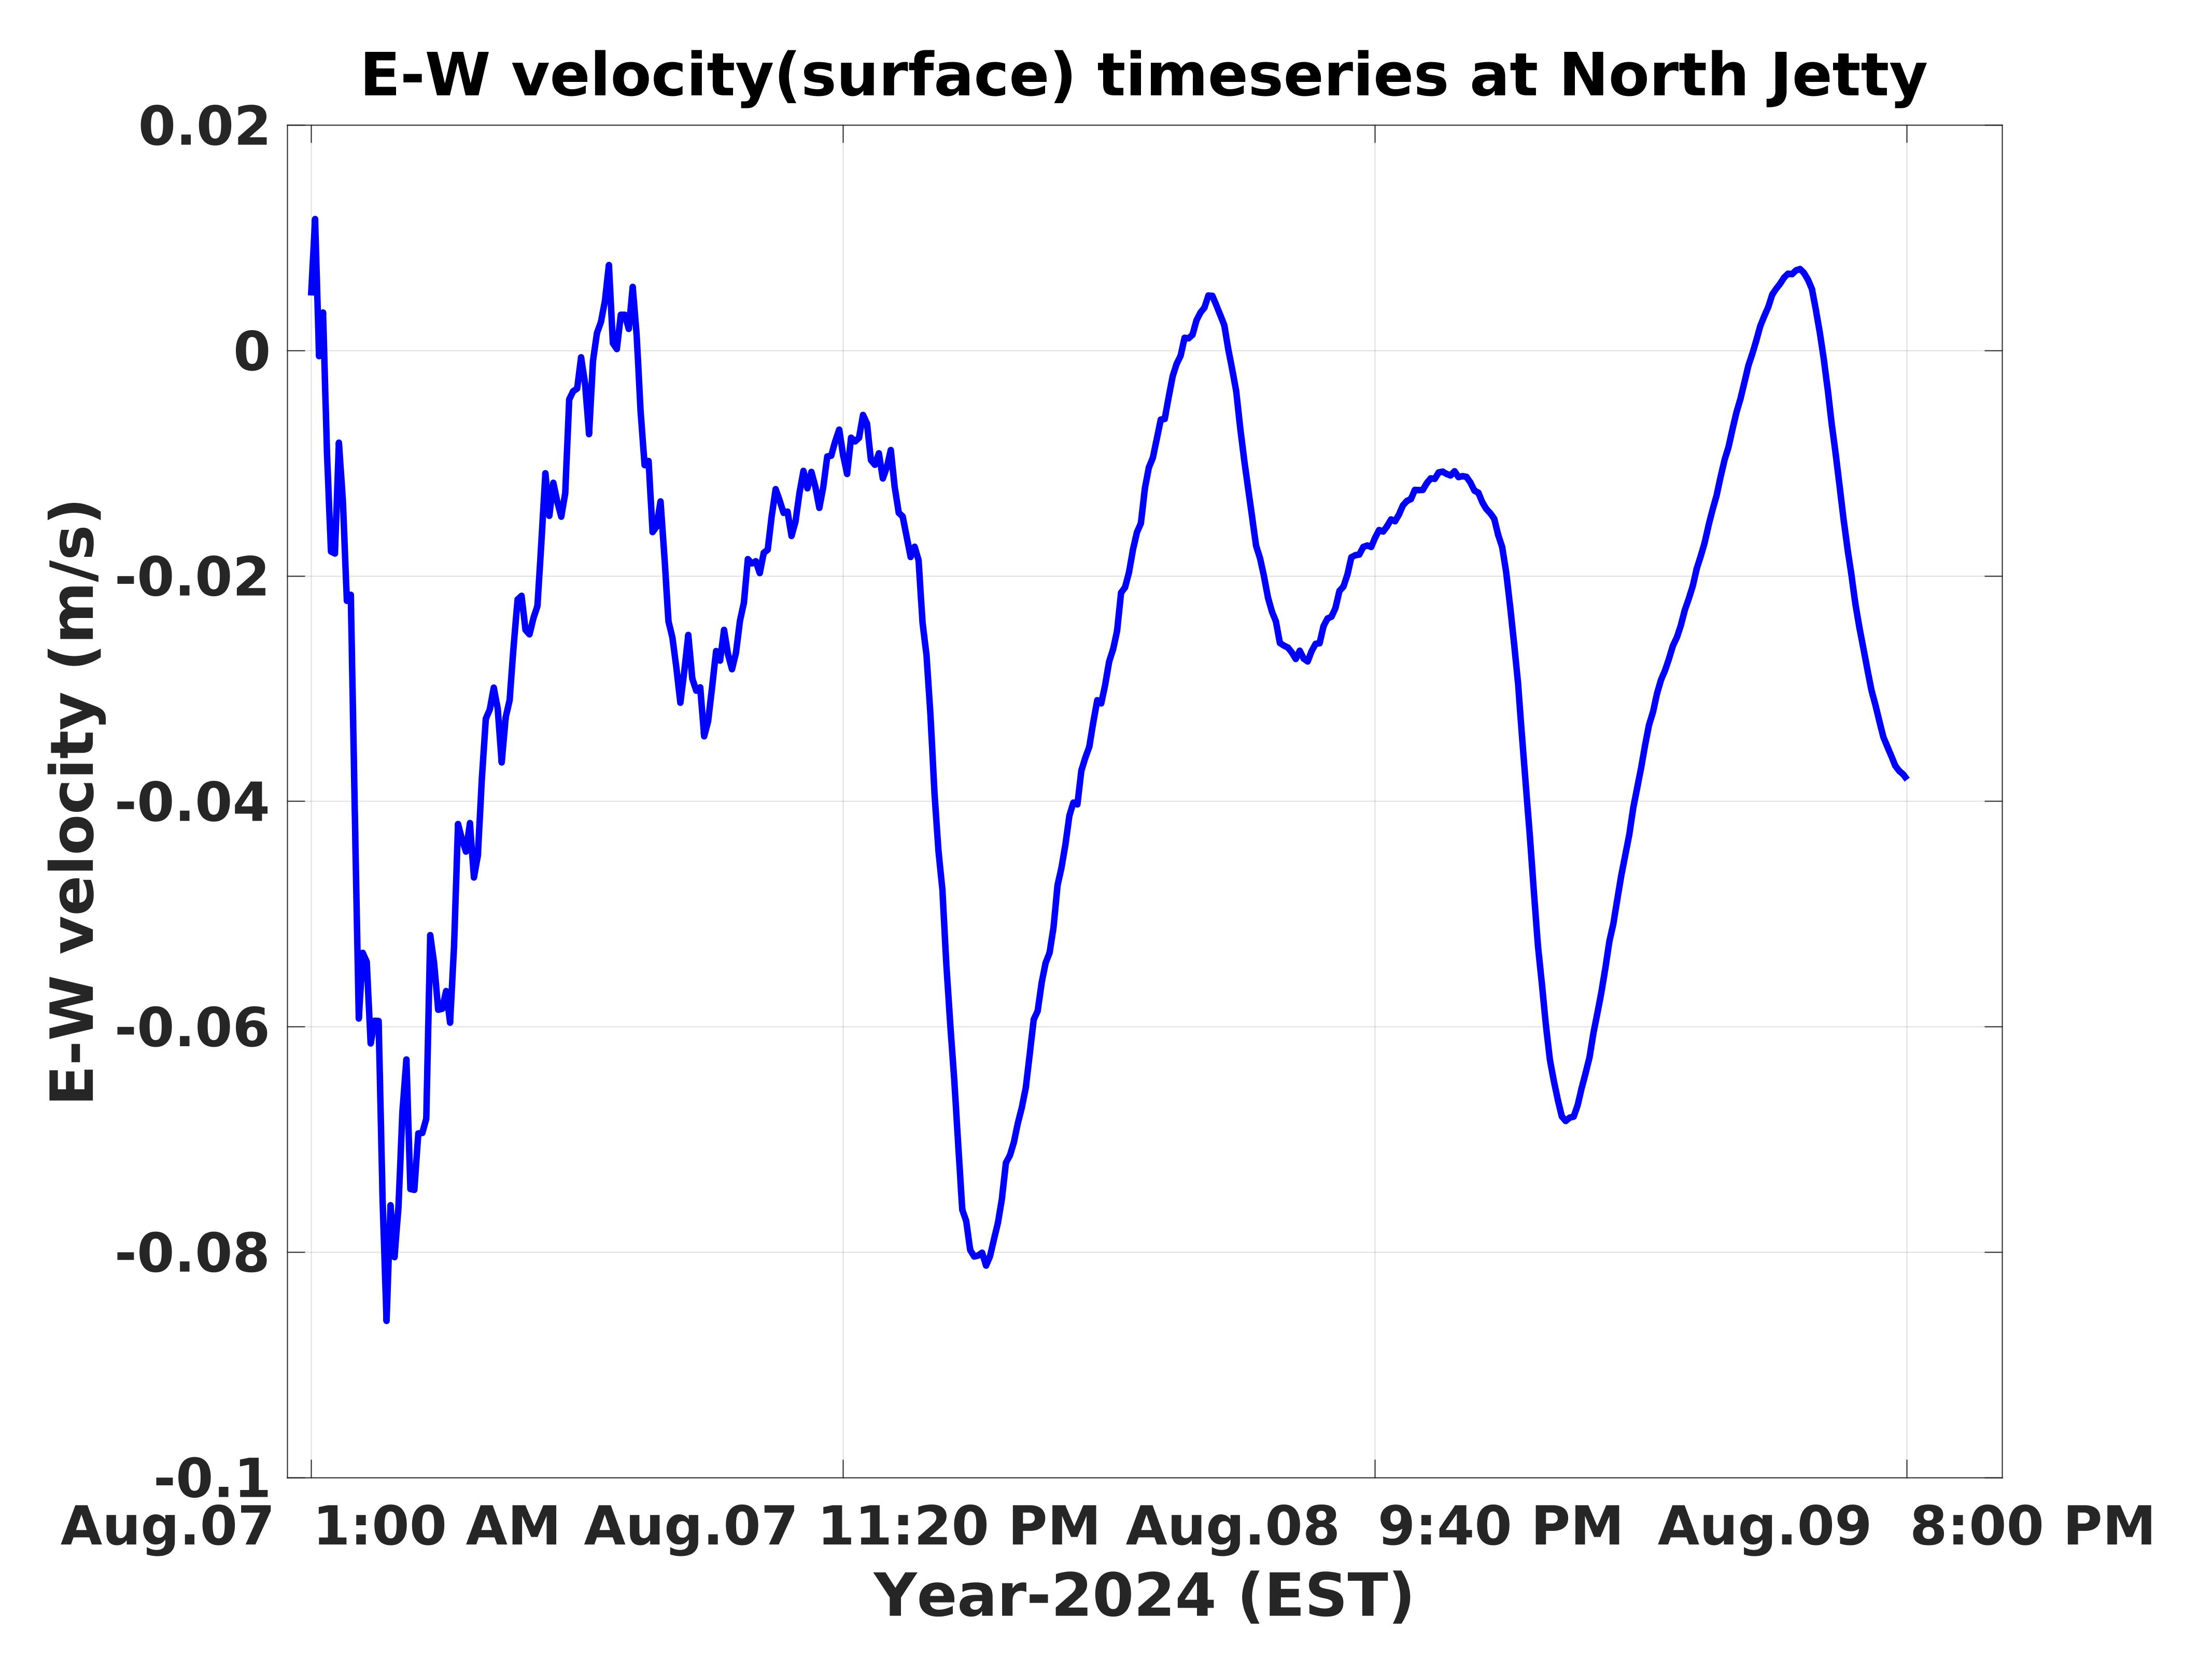 E-W velocity(surface) timeseries at North Jetty
0.02
0
-0.02
-0.04
-0.06
-0.08
-0.1
E-W velocity (m/s)
Aug.07 1:00 AM Aug.07 11:20 PM Aug.08 9:40 PM Aug.09 8:00 PM
Year-2024 (EST)